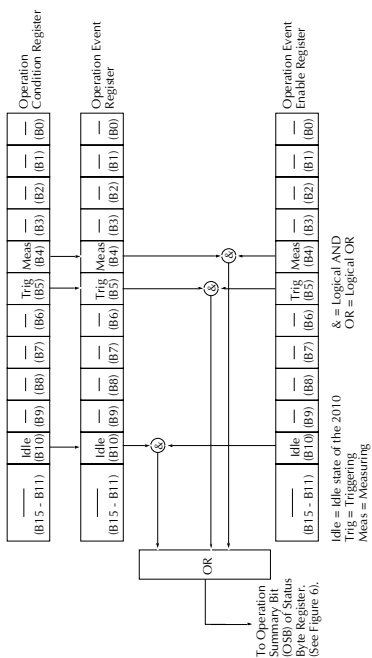 — Idle — — — — Trig Meas — — — — Operation
(B15 - B11) (B10) (B9) (B8) (B7) (B6) (B5) (B4) (B3) (B2) (B1) (B0) Condition Register
— Idle — — — — Trig Meas — — — — Operation Event
(B15 - B11) (B10) (B9) (B8) (B7) (B6) (B5) (B4) (B3) (B2) (B1) (B0) Register
&
&
&
OR
To Operation
Summary Bit
(OSB) of Status
Byte Register.
(See Figure 6).
— Idle — — — — Trig Meas — — — — Operation Event
(B15 - B11) (B10) (B9) (B8) (B7) (B6) (B5) (B4) (B3) (B2) (B1) (B0) Enable Register
Idle = Idle state of the 2010
Trig = Triggering
Meas = Measuring
& = Logical AND
OR = Logical OR